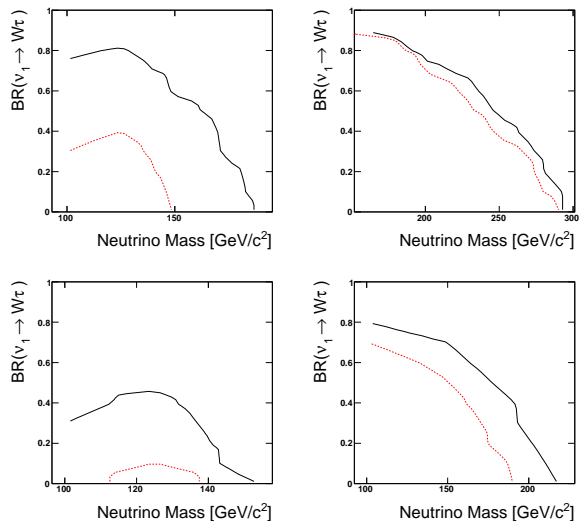 BR(ν₁ → Wτ)
1
0.8
0.6
0.4
0.2
0
100 150
Neutrino Mass [GeV/c²]
BR(ν₁ → Wτ)
1
0.8
0.6
0.4
0.2
0
200 250 300
Neutrino Mass [GeV/c²]
BR(ν₁ → Wτ)
1
0.8
0.6
0.4
0.2
0
100 120 140
Neutrino Mass [GeV/c²]
BR(ν₁ → Wτ)
1
0.8
0.6
0.4
0.2
0
100 150 200
Neutrino Mass [GeV/c²]